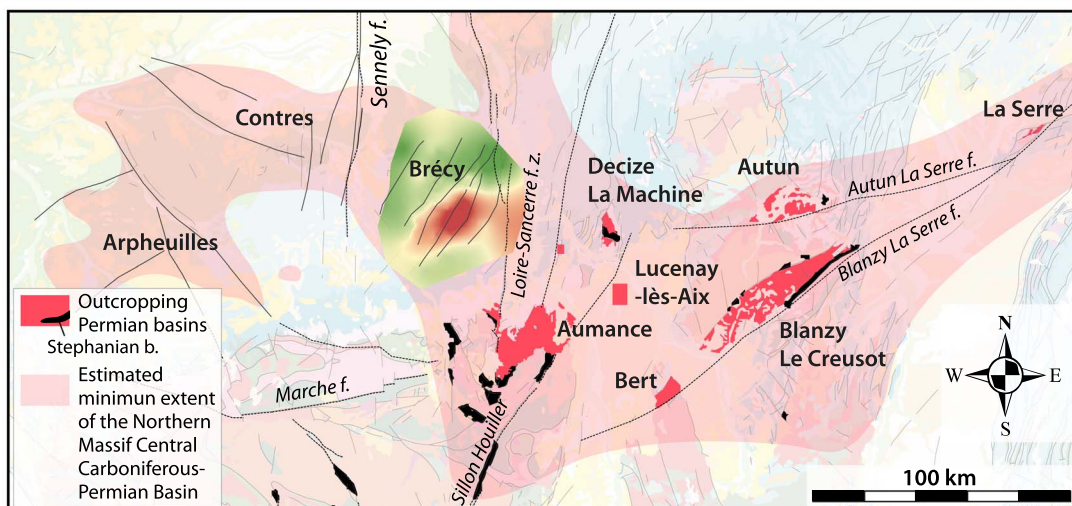 Contres
Sennely f.
Brécy
Arpheuilles
Loire-Sancerre f.z.
Decize
La Machine
Autun
Autun La Serre f.
La Serre
Blanzy La Serre f.
Lucenay
-lès-Aix
Aumance
Bert
Blanzy
Le Creusot
Marche f.
Sillon Houiller
Outcropping
Permian basins
Stephanian b.
Estimated
minimun extent
of the Northern
Massif Central
Carboniferous-
Permian Basin
N
W
E
S
100 km